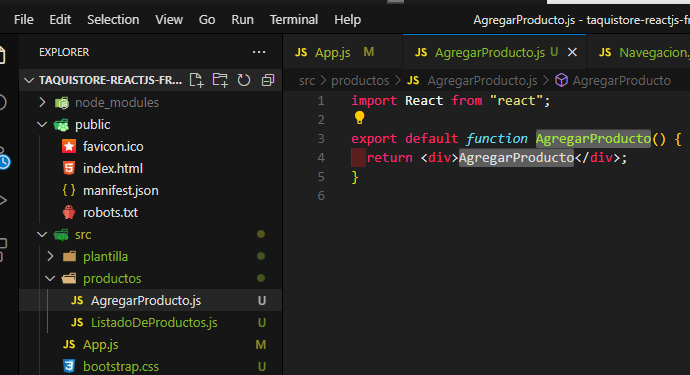 File Edit Selection View Go Run Terminal Help AgregarProducto.js - taquistore-reactjs-fr
EXPLORER ...
TAQUISTORE-REACTJS-FR...
node_modules
public
favicon.ico
index.html
{ } manifest.json
robots.txt
src
plantilla
productos
JS AgregarProducto.js U
JS ListadoDeProductos.js U
JS App.js M
bootstrap.css U
JS App.js M
JS AgregarProducto.js U
JS Navegacion.
src > productos > JS AgregarProducto.js > AgregarProducto
1 import React from "react";
2
3 export default function AgregarProducto() {
4 return <div>AgregarProducto</div>;
5 }
6